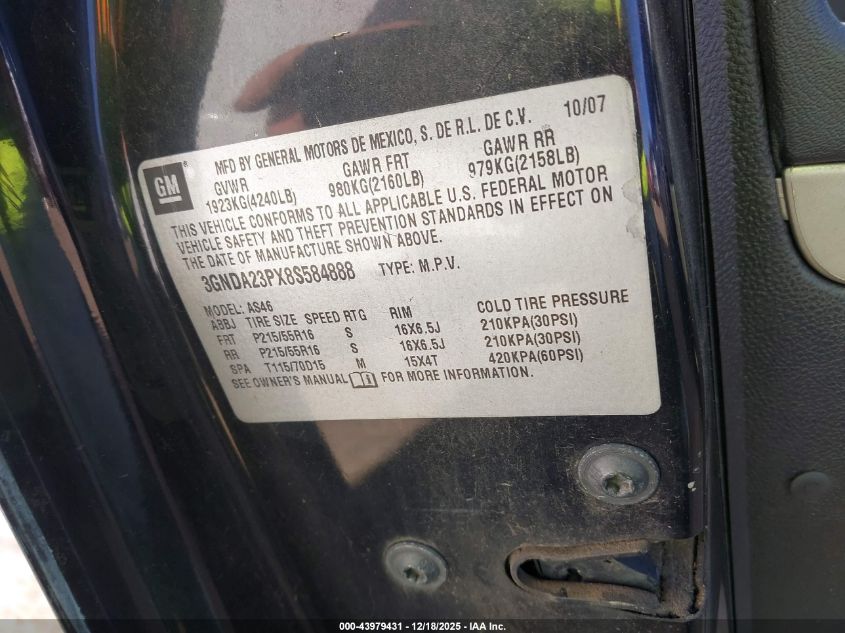 GM
MFD BY GENERAL MOTORS DE MEXICO, S. DE R.L. DE C.V. 10/07
GVWR GAWR FRT GAWR RR
1923KG(4240LB) 980KG(2160LB) 979KG(2158LB)
THIS VEHICLE CONFORMS TO ALL APPLICABLE U.S. FEDERAL MOTOR
VEHICLE SAFETY AND THEFT PREVENTION STANDARDS IN EFFECT ON
THE DATE OF MANUFACTURE SHOWN ABOVE.
3GNDA23PX8S584888 TYPE: M.P.V.
MODEL: AS46
ABBJ TIRE SIZE SPEED RTG RIM COLD TIRE PRESSURE
FRT P215/55R16 S 16X6.5J 210KPA(30PSI)
RR P215/55R16 S 16X6.5J 210KPA(30PSI)
SPA T115/70D15 M 15X4T 420KPA(60PSI)
SEE OWNER'S MANUAL FOR MORE INFORMATION.
000-43979431 - 12/18/2025 - IAA Inc.